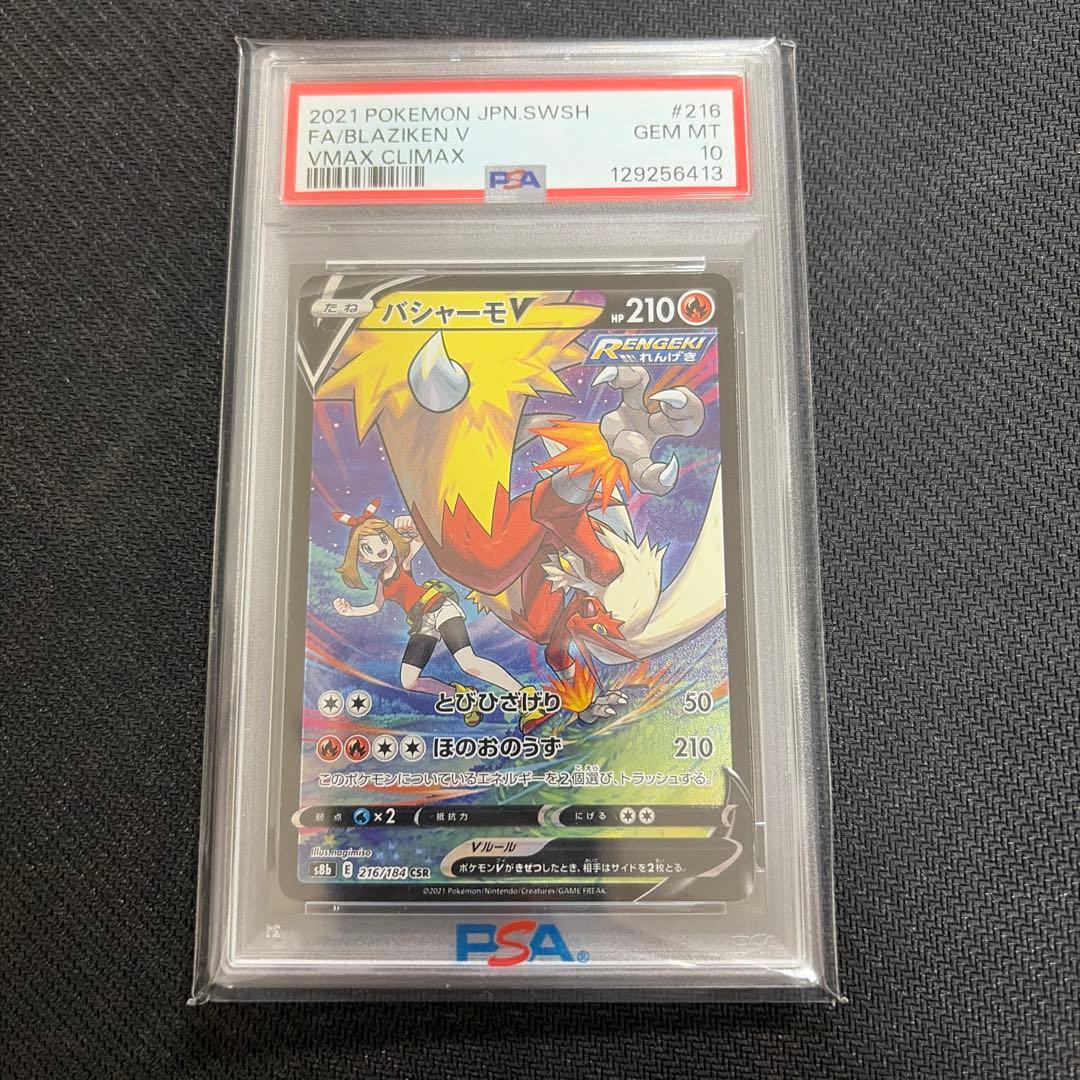 2021 POKEMON JPN.SWSH #216
FA/BLAZIKEN V GEM MT
VMAX CLIMAX 10
PSA 129256413
たね バシャーモV HP 210
RENGEKI
れんげき
とびひざげり 50
ほのおのうず 210
このポケモンについているエネルギーを2個選び、トラッシュする。
弱点 ×2 抵抗力 にげる
Illus. nagimiso Vルール
ポケモンVがきぜつしたとき、相手はサイドを2枚とる。
s8b E 216/184 CSR
©2021 Pokémon/Nintendo/Creatures/GAME FREAK.
PSA®